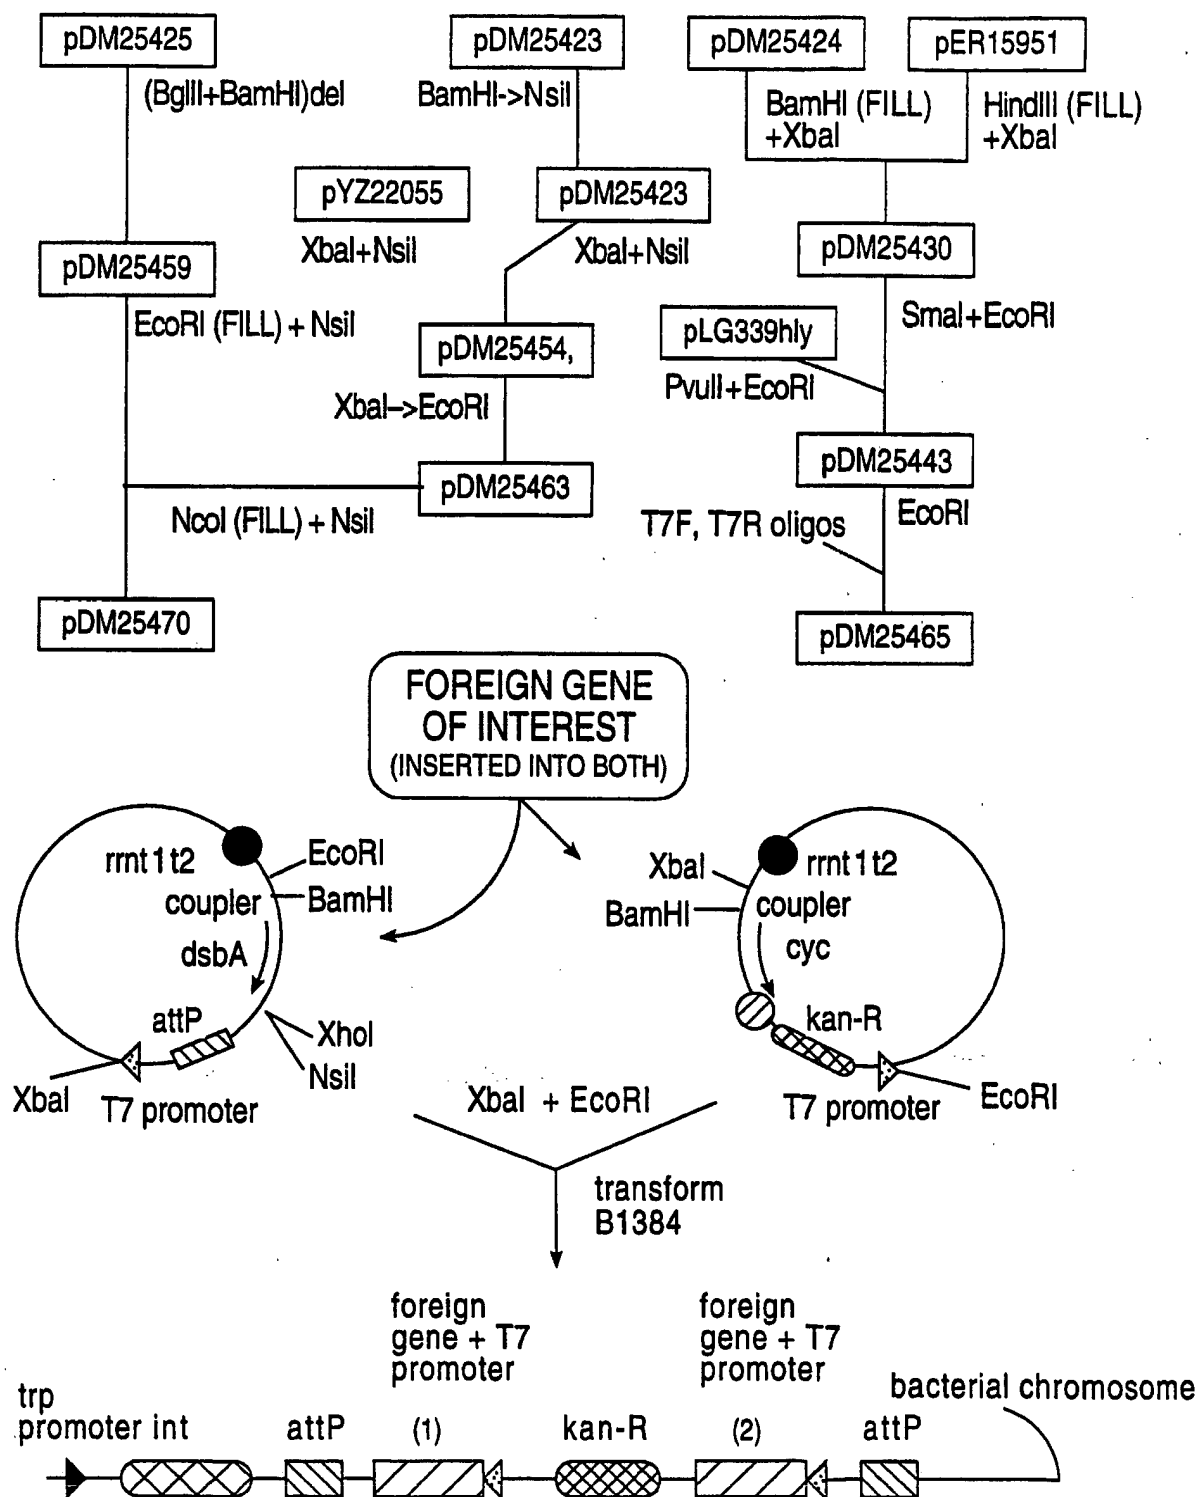 pDM25425
pDM25423
pDM25424
pER15951
(BglII+BamHI)del
BamHI->NsiI
BamHI (FILL)
+XbaI
HindIII (FILL)
+XbaI
pYZ22055
pDM25423
XbaI+NsiI
XbaI+NsiI
pDM25459
pDM25430
EcoRI (FILL) + NsiI
SmaI+EcoRI
pDM25454,
pLG339hly
PvuII+EcoRI
XbaI->EcoRI
pDM25463
pDM25443
NcoI (FILL) + NsiI
EcoRI
T7F, T7R oligos
pDM25470
pDM25465
FOREIGN GENE
OF INTEREST
(INSERTED INTO BOTH)
rrnt1t2
EcoRI
coupler
BamHI
dsbA
attP
XhoI
NsiI
XbaI
T7 promoter
XbaI
rrnt1t2
BamHI
coupler
cyc
kan-R
T7 promoter
EcoRI
XbaI + EcoRI
transform
B1384
foreign
gene + T7
promoter
foreign
gene + T7
promoter
bacterial chromosome
trp
promoter int
attP
(1)
kan-R
(2)
attP